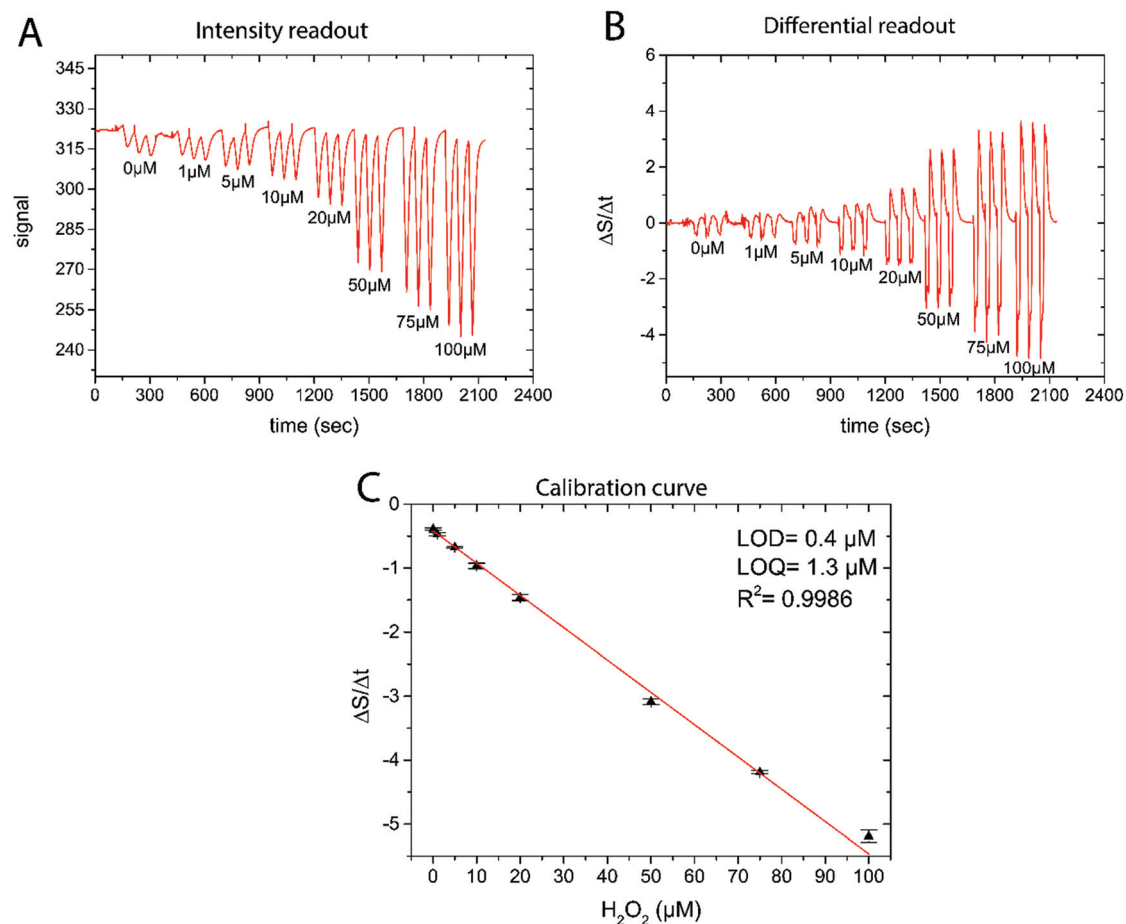 A
Intensity readout
345
330
315
300
285
270
255
240
signal
0µM
1µM
5µM
10µM
20µM
50µM
75µM
100µM
0 300 600 900 1200 1500 1800 2100 2400
time (sec)
B
Differential readout
6
4
2
0
-2
-4
ΔS/Δt
0µM
1µM
5µM
10µM
20µM
50µM
75µM
100µM
0 300 600 900 1200 1500 1800 2100 2400
time (sec)
C
Calibration curve
0
-1
-2
-3
-4
-5
ΔS/Δt
LOD= 0.4 µM
LOQ= 1.3 µM
R²= 0.9986
0 10 20 30 40 50 60 70 80 90 100
H₂O₂ (µM)